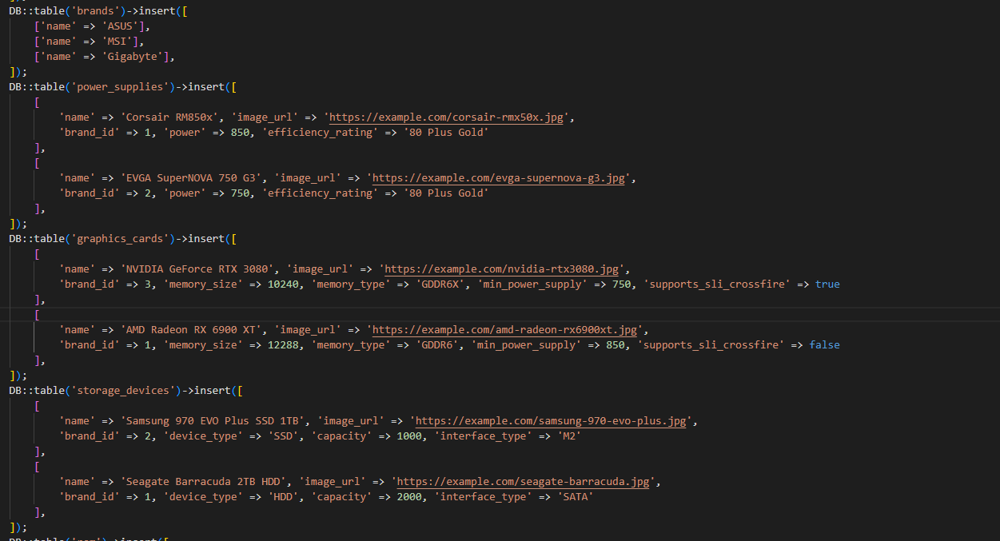 DB::table('brands')->insert([
['name' => 'ASUS'],
['name' => 'MSI'],
['name' => 'Gigabyte'],
]);
DB::table('power_supplies')->insert([
[
'name' => 'Corsair RM850x', 'image_url' => 'https://example.com/corsair-rmx50x.jpg',
'brand_id' => 1, 'power' => 850, 'efficiency_rating' => '80 Plus Gold'
],
[
'name' => 'EVGA SuperNOVA 750 G3', 'image_url' => 'https://example.com/evga-supernova-g3.jpg',
'brand_id' => 2, 'power' => 750, 'efficiency_rating' => '80 Plus Gold'
],
]);
DB::table('graphics_cards')->insert([
[
'name' => 'NVIDIA GeForce RTX 3080', 'image_url' => 'https://example.com/nvidia-rtx3080.jpg',
'brand_id' => 3, 'memory_size' => 10240, 'memory_type' => 'GDDR6X', 'min_power_supply' => 750, 'supports_sli_crossfire' => true
],
[
'name' => 'AMD Radeon RX 6900 XT', 'image_url' => 'https://example.com/amd-radeon-rx6900xt.jpg',
'brand_id' => 1, 'memory_size' => 12288, 'memory_type' => 'GDDR6', 'min_power_supply' => 850, 'supports_sli_crossfire' => false
],
]);
DB::table('storage_devices')->insert([
[
'name' => 'Samsung 970 EVO Plus SSD 1TB', 'image_url' => 'https://example.com/samsung-970-evo-plus.jpg',
'brand_id' => 2, 'device_type' => 'SSD', 'capacity' => 1000, 'interface_type' => 'M2'
],
[
'name' => 'Seagate Barracuda 2TB HDD', 'image_url' => 'https://example.com/seagate-barracuda.jpg',
'brand_id' => 1, 'device_type' => 'HDD', 'capacity' => 2000, 'interface_type' => 'SATA'
],
]);